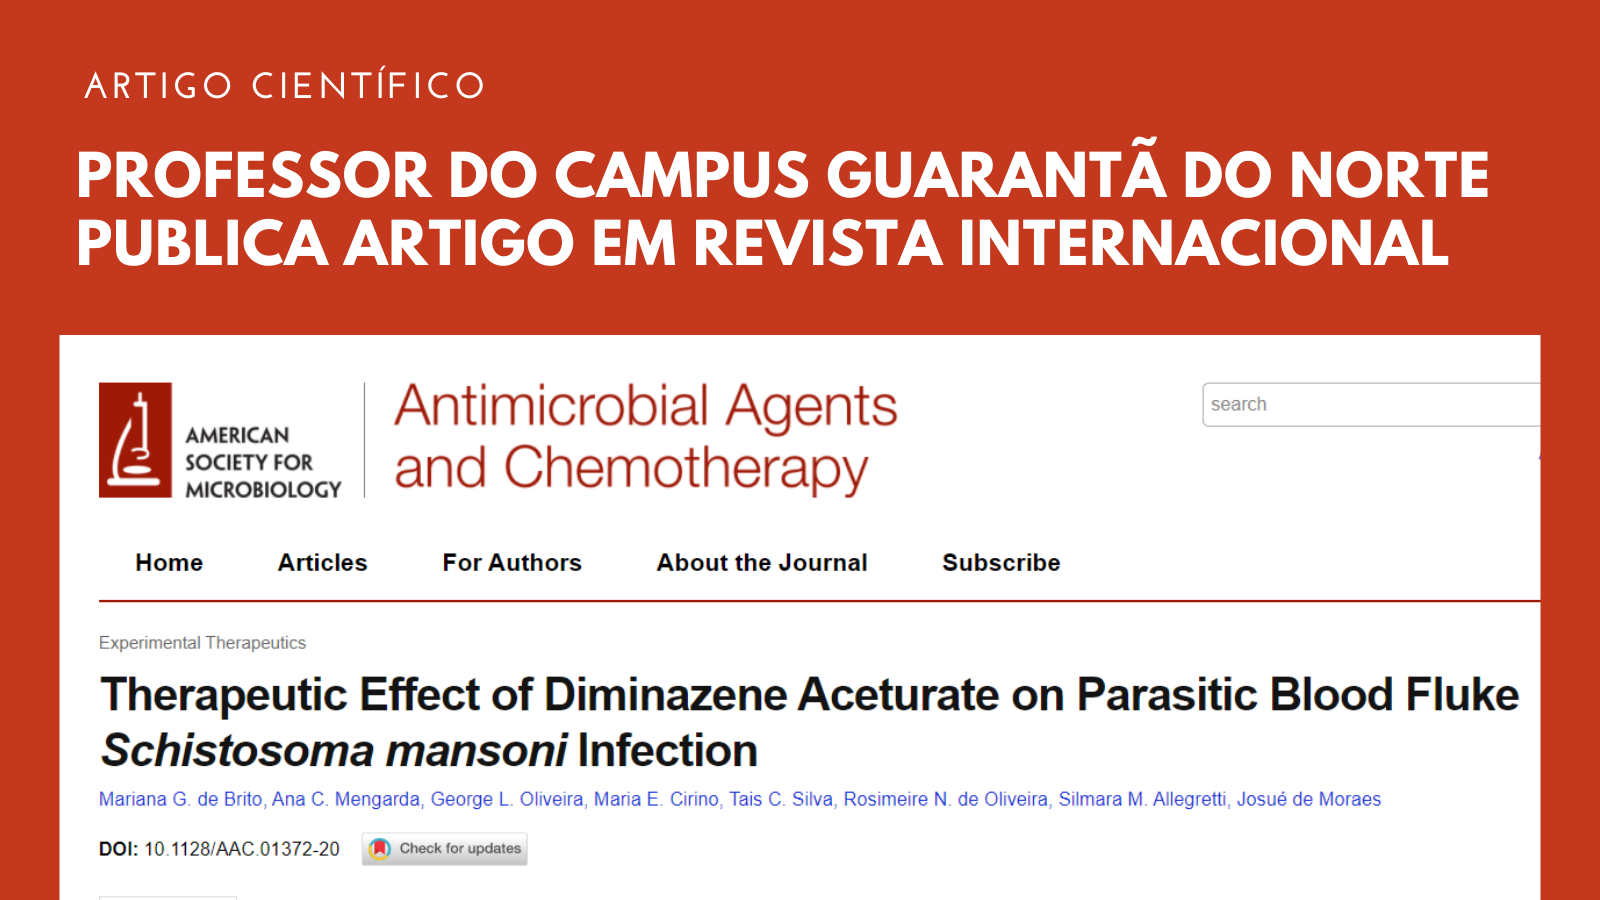 ARTIGO CIENTÍFICO
PROFESSOR DO CAMPUS GUARANTÃ DO NORTE
PUBLICA ARTIGO EM REVISTA INTERNACIONAL
AMERICAN
SOCIETY FOR
MICROBIOLOGY
Antimicrobial Agents
and Chemotherapy
search
Home Articles For Authors About the Journal Subscribe
Experimental Therapeutics
Therapeutic Effect of Diminazene Aceturate on Parasitic Blood Fluke
Schistosoma mansoni Infection
Mariana G. de Brito, Ana C. Mengarda, George L. Oliveira, Maria E. Cirino, Tais C. Silva, Rosimeire N. de Oliveira, Silmara M. Allegretti, Josué de Moraes
DOI: 10.1128/AAC.01372-20 Check for updates